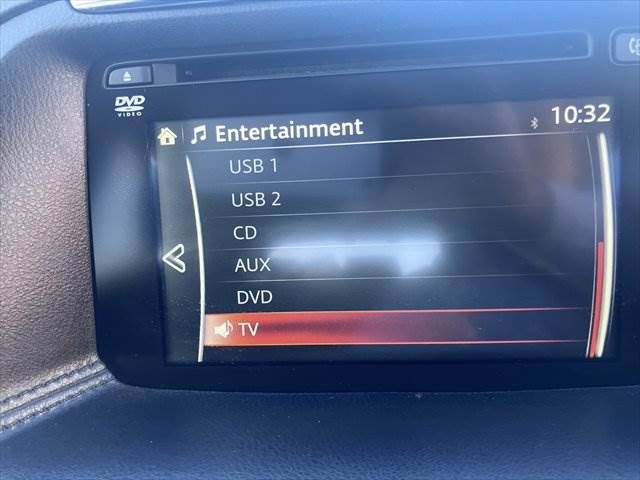 DVD
VIDEO
Entertainment
10:32
USB 1
USB 2
CD
AUX
DVD
TV